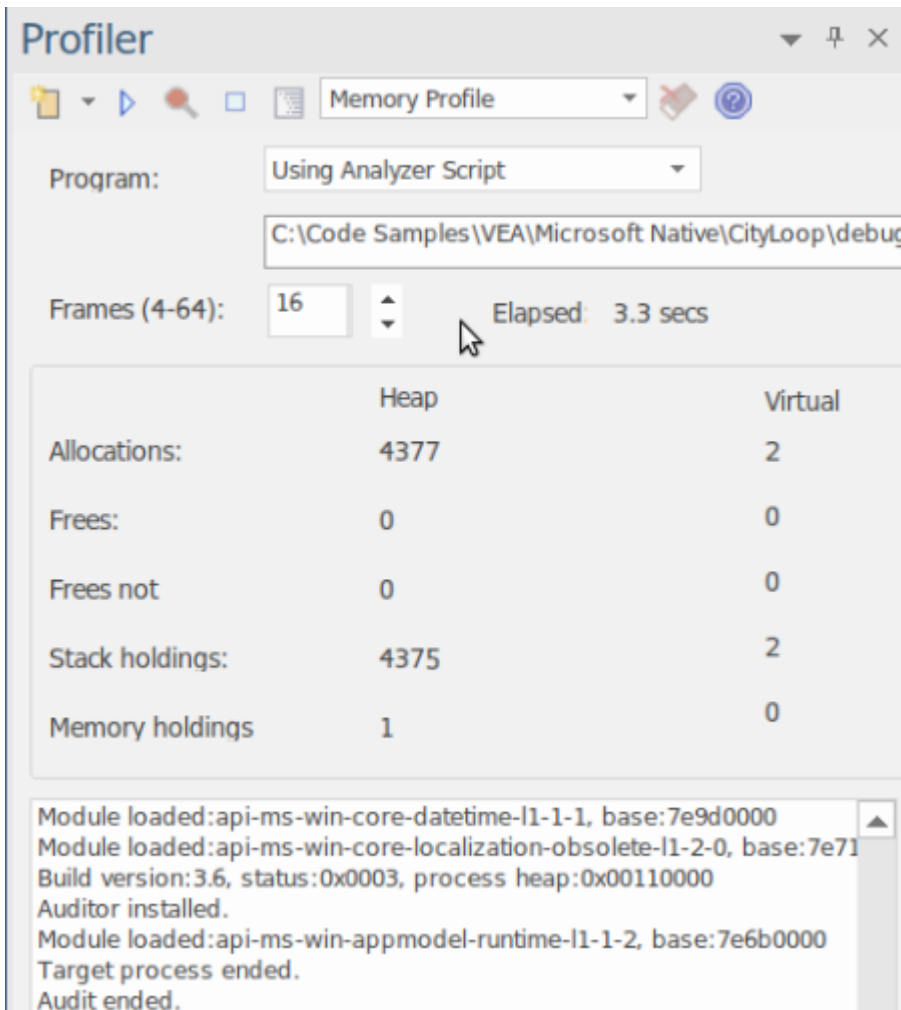 Profiler
Memory Profile
Program:
Using Analyzer Script
C:\Code Samples\VEA\Microsoft Native\CityLoop\debug
Frames (4-64):
16
Elapsed:
3.3 secs
Heap
Virtual
Allocations:
4377
2
Frees:
0
0
Frees not
0
0
Stack holdings:
4375
2
Memory holdings
1
0
Module loaded:api-ms-win-core-datetime-l1-1-1, base:7e9d0000
Module loaded:api-ms-win-core-localization-obsolete-l1-2-0, base:7e71
Build version:3.6, status:0x0003, process heap:0x00110000
Auditor installed.
Module loaded:api-ms-win-appmodel-runtime-l1-1-2, base:7e6b0000
Target process ended.
Audit ended.